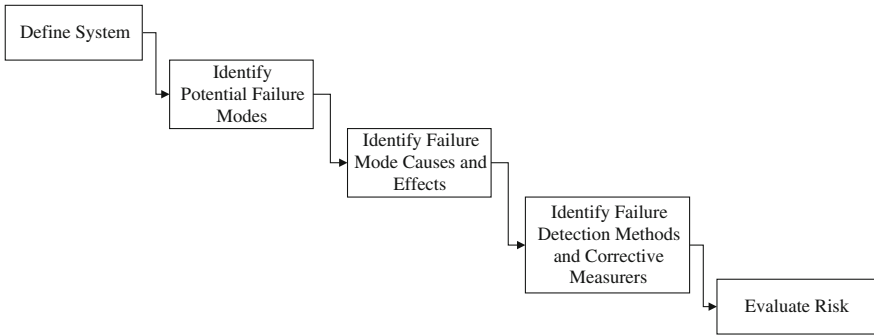 Define System
Identify
Potential Failure
Modes
Identify Failure
Mode Causes and
Effects
Identify Failure
Detection Methods
and Corrective
Measurers
Evaluate Risk